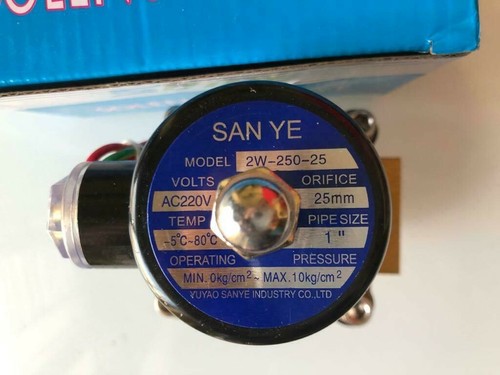 SAN YE
MODEL 2W-250-25
VOLTS ORIFICE
AC220V 25mm
TEMP PIPE SIZE
-5℃~80℃ 1"
OPERATING PRESSURE
MIN. 0kg/cm² ~ MAX. 10kg/cm²
YUYAO SANYE INDUSTRY CO.,LTD